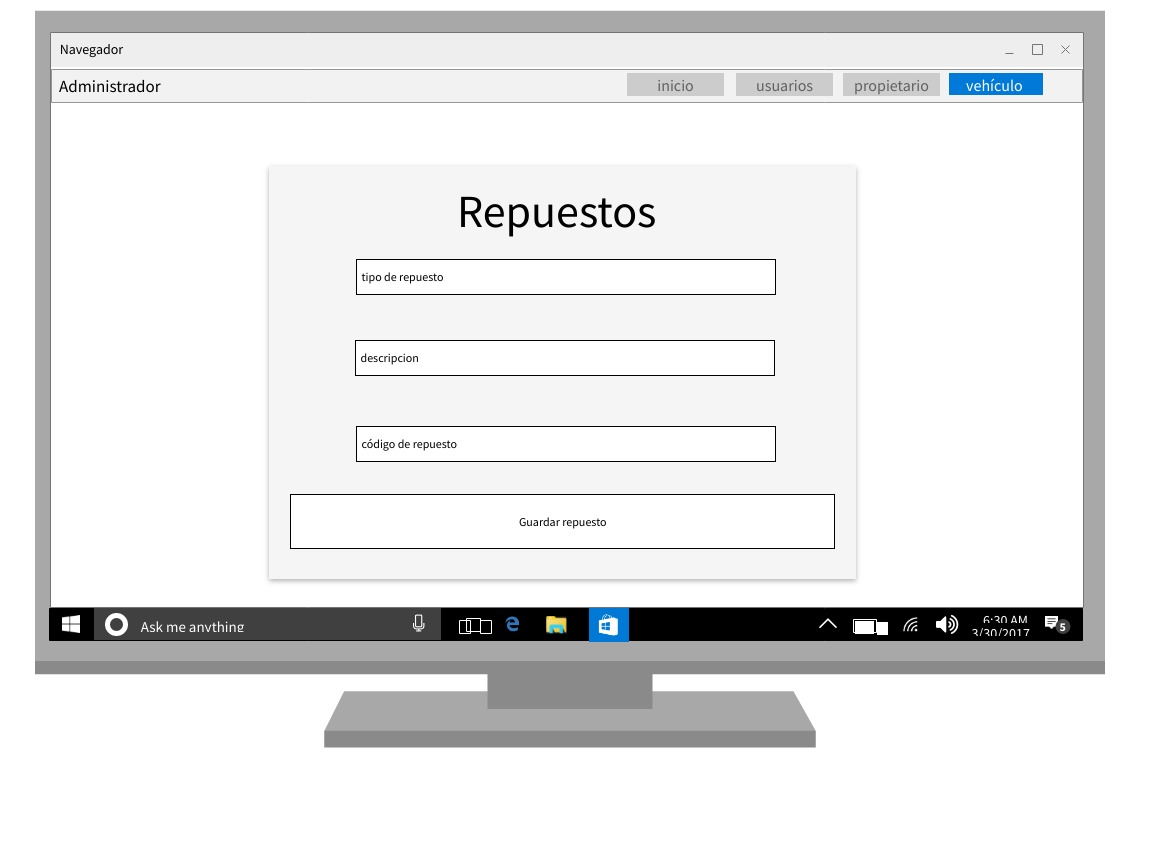 Navegador
Administrador
inicio
usuarios
propietario
vehículo
Repuestos
tipo de repuesto
descripcion
código de repuesto
Guardar repuesto
Ask me anything
6:30 AM
3/30/2017
5